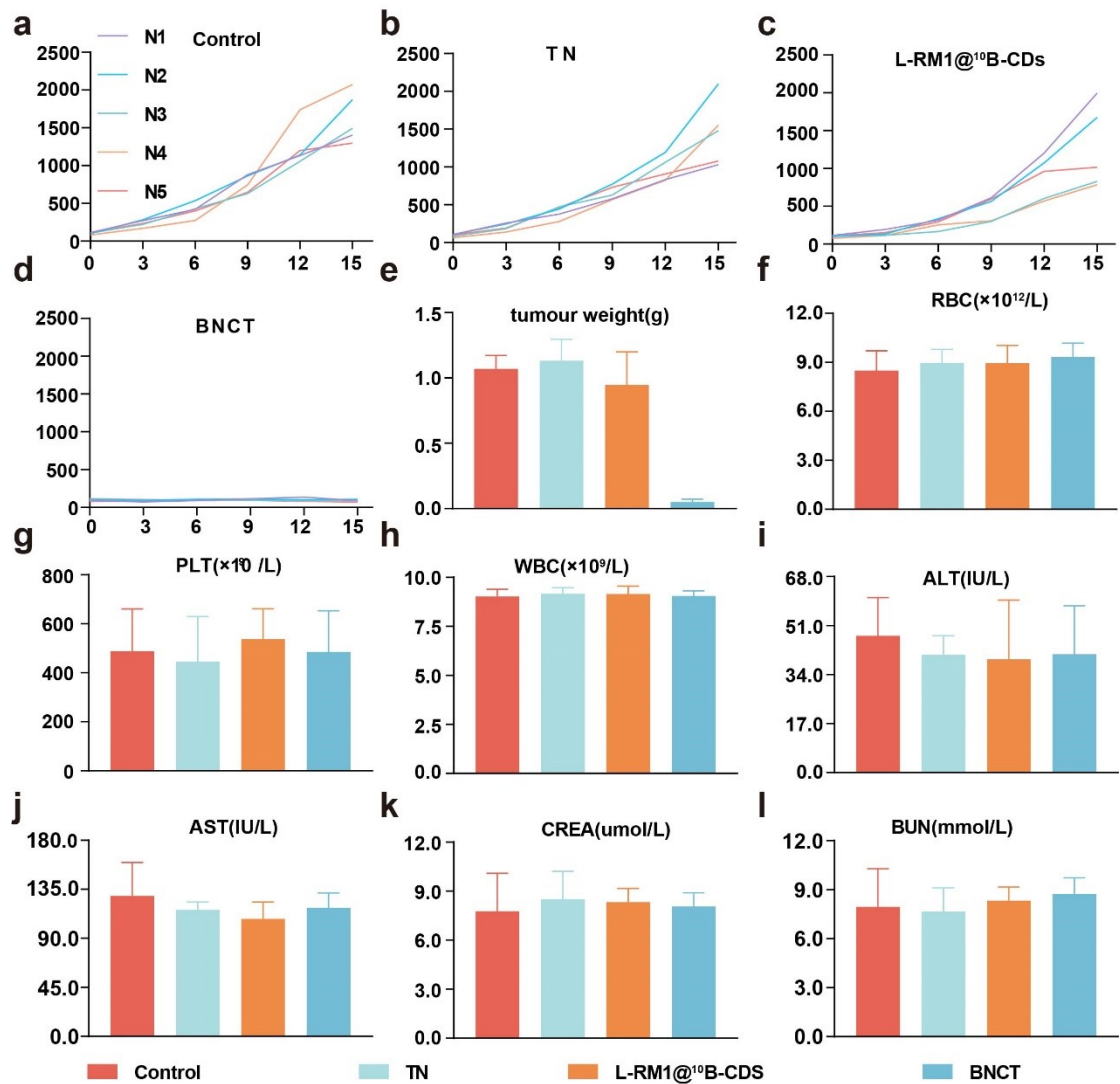 a
Control
2500
2000
1500
1000
500
0
0 3 6 9 12 15
N1
N2
N3
N4
N5
b
TN
2500
2000
1500
1000
500
0
0 3 6 9 12 15
c
L-RM1@¹⁰B-CDs
2500
2000
1500
1000
500
0
0 3 6 9 12 15
d
BNCT
2500
2000
1500
1000
500
0
0 3 6 9 12 15
e
tumour weight(g)
1.5
1.0
0.5
0.0
f
RBC(×10¹²/L)
12.0
9.0
6.0
3.0
0.0
g
PLT(×10⁹ /L)
800
600
400
200
0
h
WBC(×10⁹/L)
10.0
7.5
5.0
2.5
0.0
i
ALT(IU/L)
68.0
51.0
34.0
17.0
0.0
j
AST(IU/L)
180.0
135.0
90.0
45.0
0.0
k
CREA(umol/L)
12.0
9.0
6.0
3.0
0.0
l
BUN(mmol/L)
12.0
9.0
6.0
3.0
0.0
Control TN L-RM1@¹⁰B-CDS BNCT